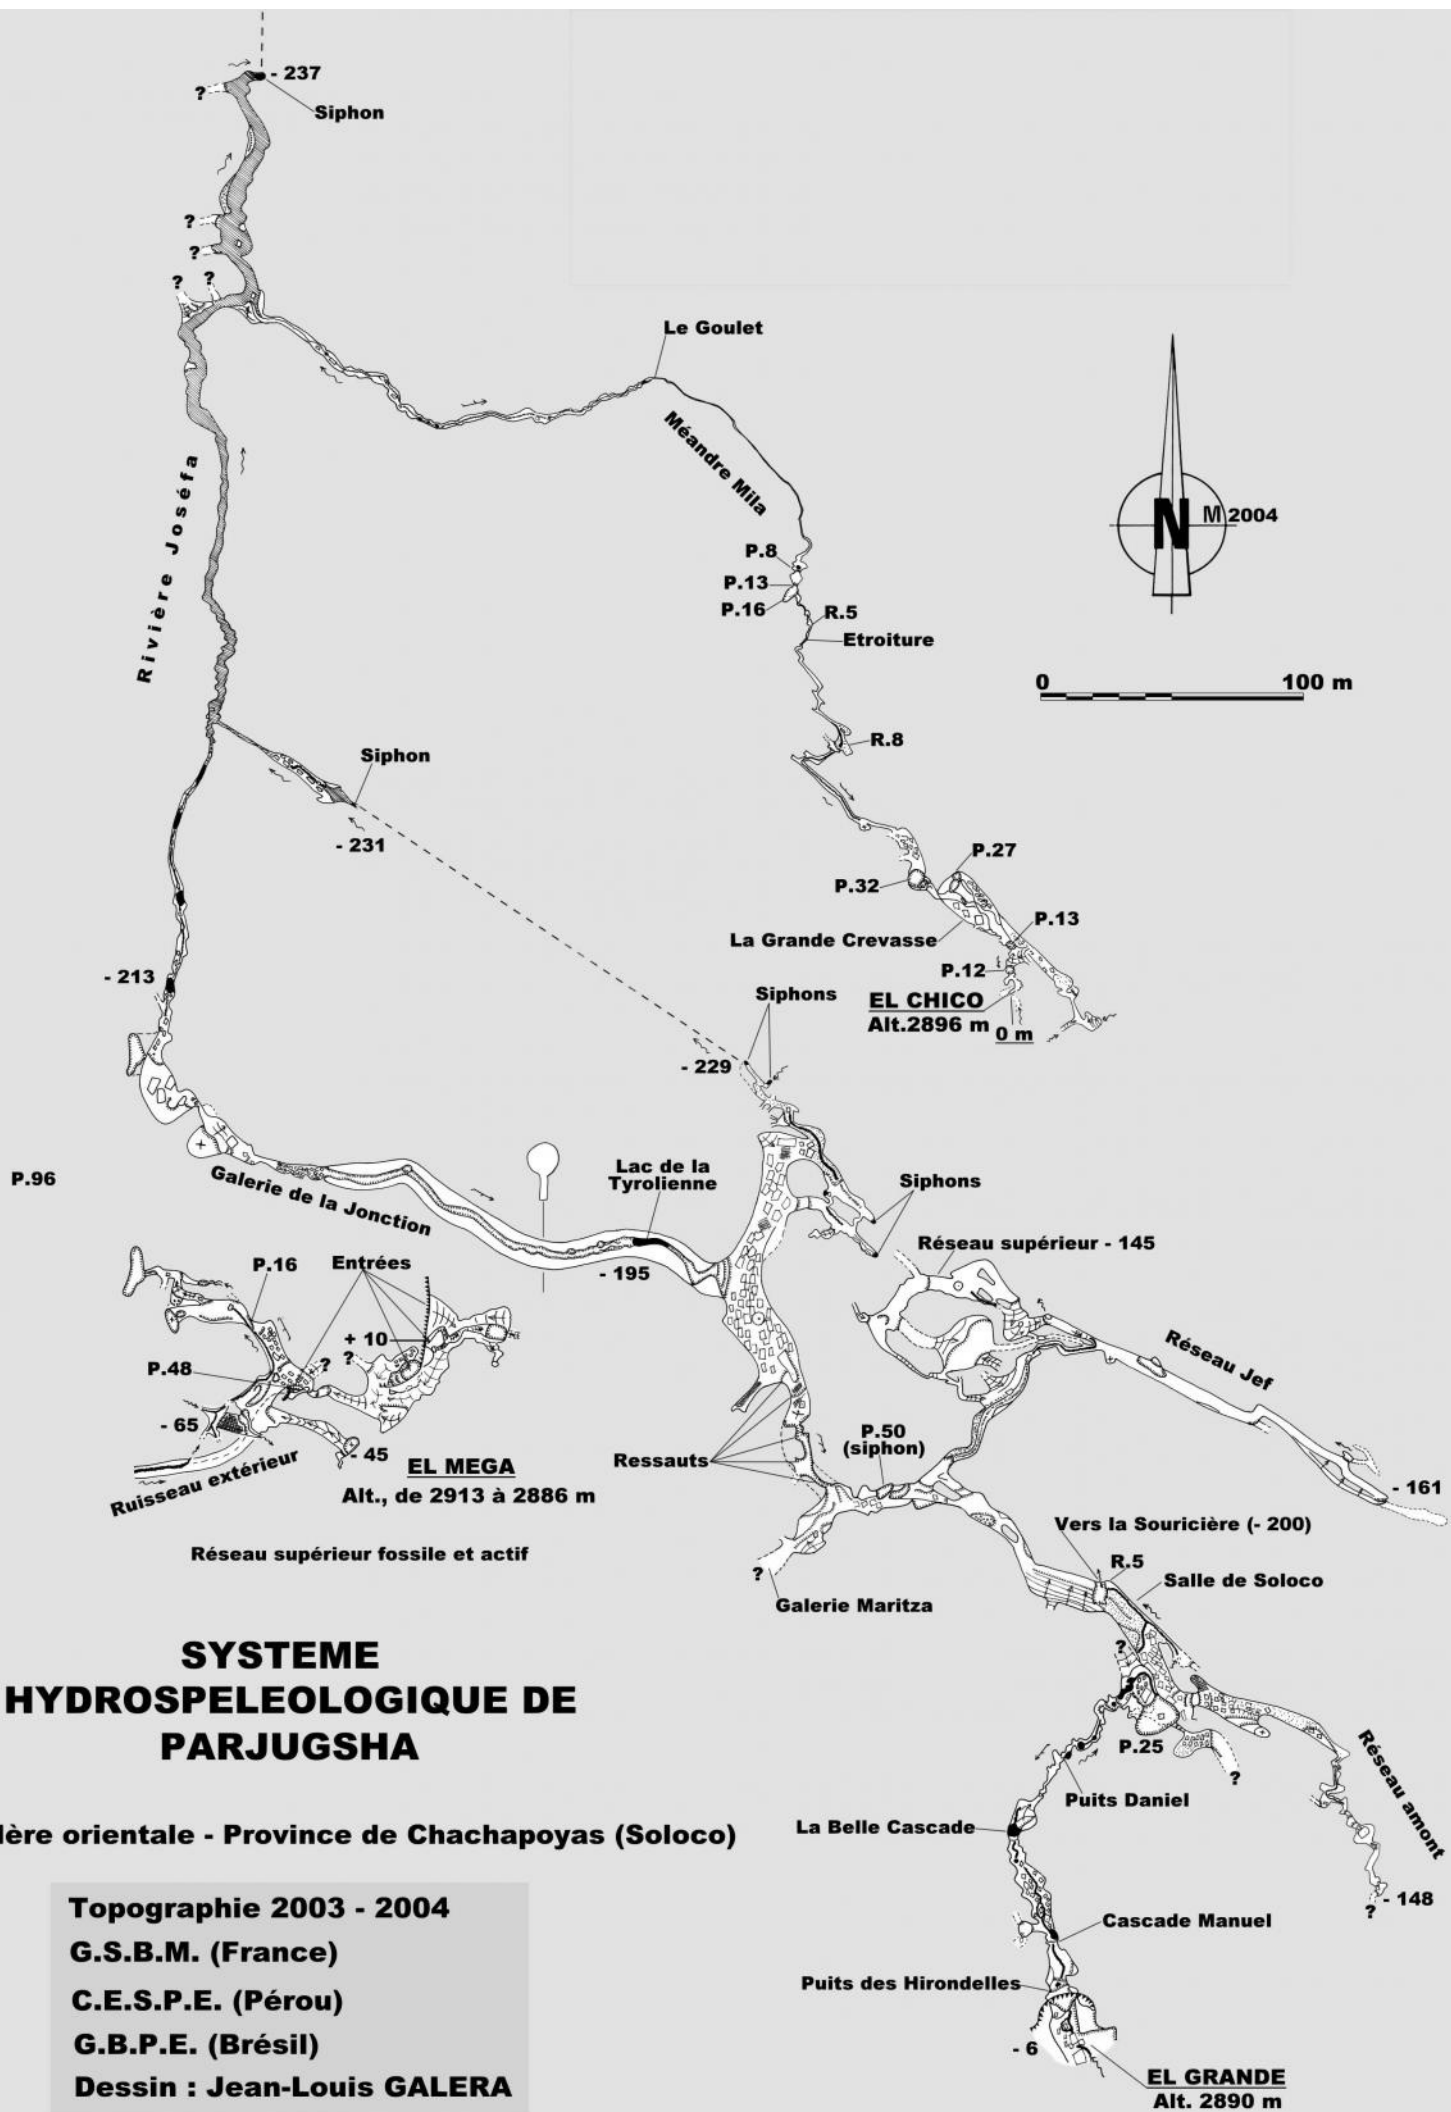 - 237
?
Siphon
?
?
?
?
Le Goulet
Méandre Mila
N
M 2004
Rivière Joséfa
P.8
P.13
P.16
R.5
Etroiture
0
100 m
R.8
Siphon
- 231
P.27
P.32
P.13
La Grande Crevasse
P.12
EL CHICO
Alt.2896 m
0 m
- 213
Siphons
- 229
P.96
Galerie de la Jonction
Lac de la
Tyrolienne
- 195
Siphons
Réseau supérieur - 145
P.16
Entrées
+ 10
?
?
P.48
- 65
- 45
Ruisseau extérieur
EL MEGA
Alt., de 2913 à 2886 m
Réseau supérieur fossile et actif
Réseau Jef
P.50
(siphon)
Ressauts
- 161
Vers la Souricière (- 200)
R.5
Salle de Soloco
?
Galerie Maritza
?
P.25
?
Puits Daniel
Réseau amont
La Belle Cascade
- 148
?
Cascade Manuel
Puits des Hirondelles
- 6
EL GRANDE
Alt. 2890 m
SYSTEME
HYDROSPELEOLOGIQUE DE
PARJUGSHA
lère orientale - Province de Chachapoyas (Soloco)
Topographie 2003 - 2004
G.S.B.M. (France)
C.E.S.P.E. (Pérou)
G.B.P.E. (Brésil)
Dessin : Jean-Louis GALERA